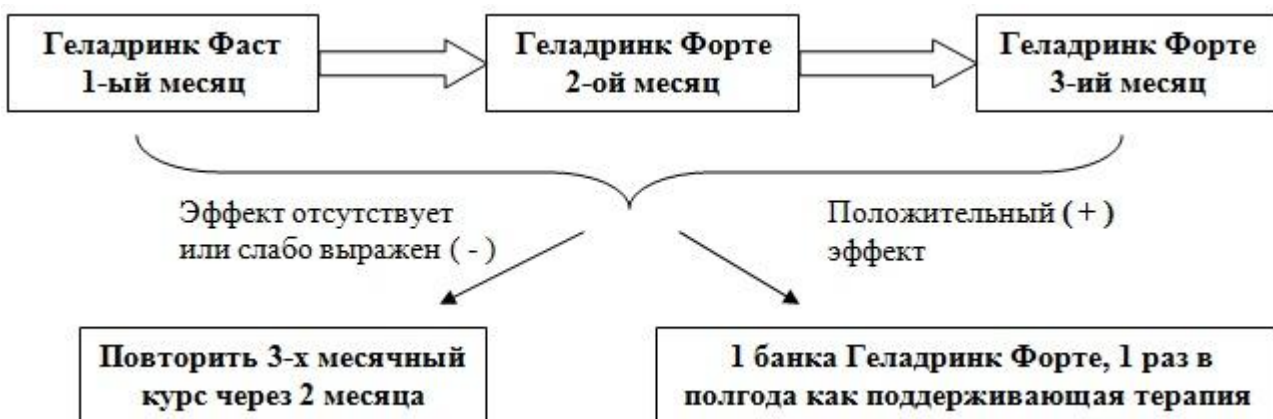 Геладринк Фаст
1-ый месяц
Геладринк Форте
2-ой месяц
Геладринк Форте
3-ий месяц
Эффект отсутствует
или слабо выражен ( - )
Положительный ( + )
эффект
Повторить 3-х месячный
курс через 2 месяца
1 банка Геладринк Форте, 1 раз в
полгода как поддерживающая терапия